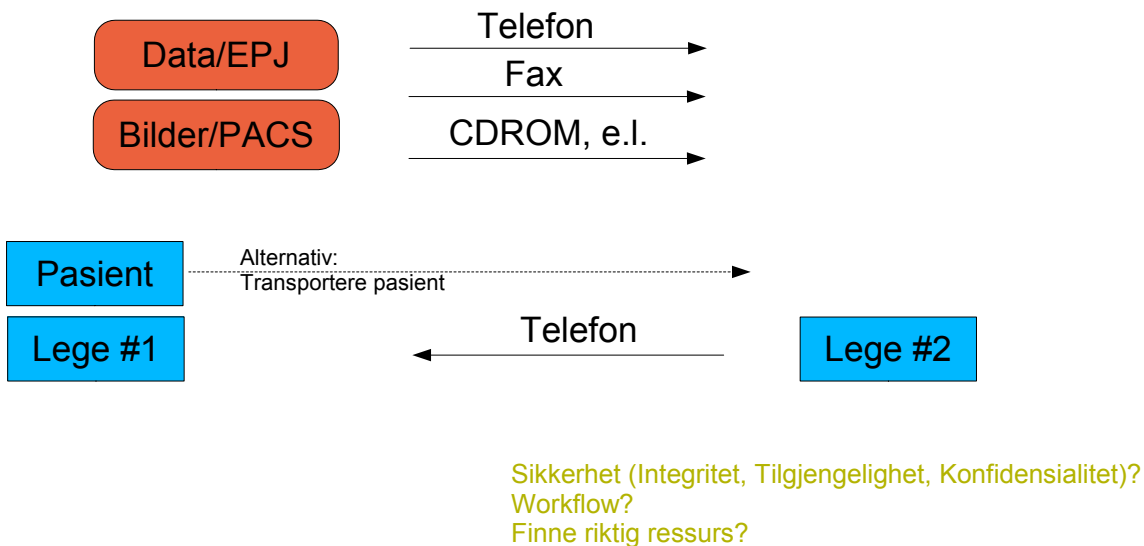 Telefon
Data/EPJ
Fax
Bilder/PACS
CDROM, e.l.
Pasient
Alternativ:
Transportere pasient
Lege #1
Telefon
Lege #2
Sikkerhet (Integritet, Tilgjengelighet, Konfidensialitet)?
Workflow?
Finne riktig ressurs?